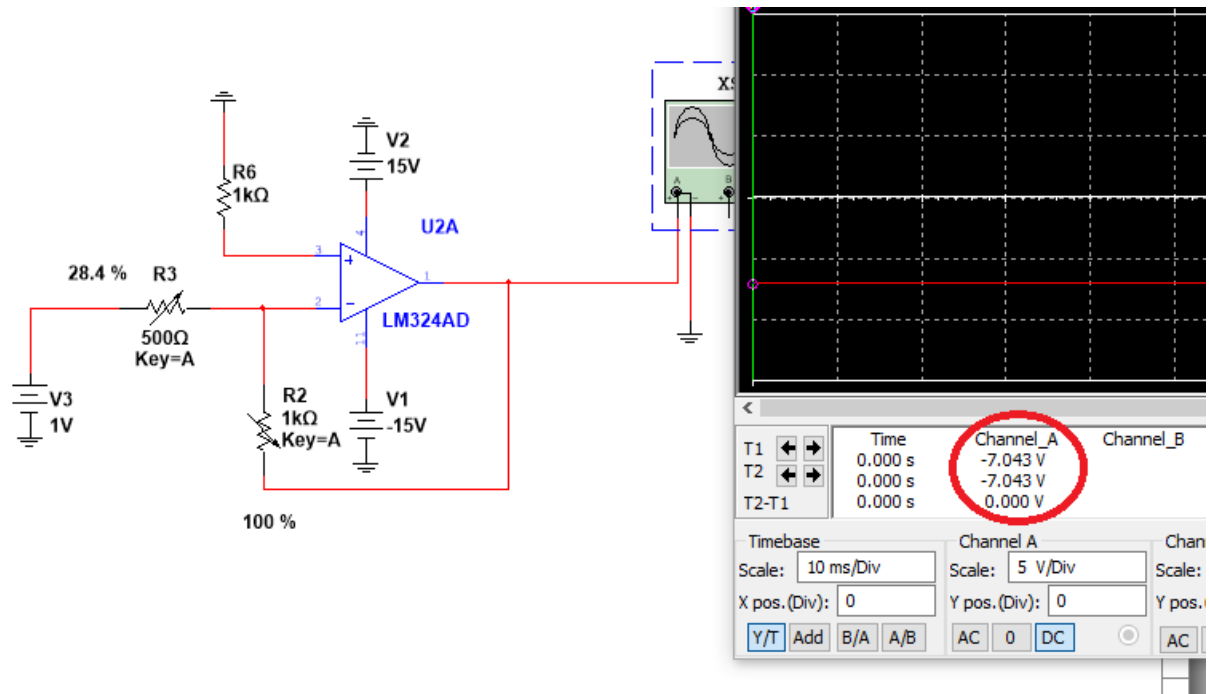 XS
V2
15V
R6
1kΩ
A
B
+
-
+
U2A
4
3
+
1
28.4 %
R3
2
-
LM324AD
11
500Ω
Key=A
R2
1kΩ
Key=A
V1
-15V
V3
1V
100 %
<
Time
Channel_A
Channel_B
T1
0.000 s
-7.043 V
T2
0.000 s
-7.043 V
T2-T1
0.000 s
0.000 V
Timebase
Channel A
Chan
Scale:
10 ms/Div
Scale:
5 V/Div
Scale:
X pos.(Div):
0
Y pos.(Div):
0
Y pos.(
Y/T
Add
B/A
A/B
AC
0
DC
AC